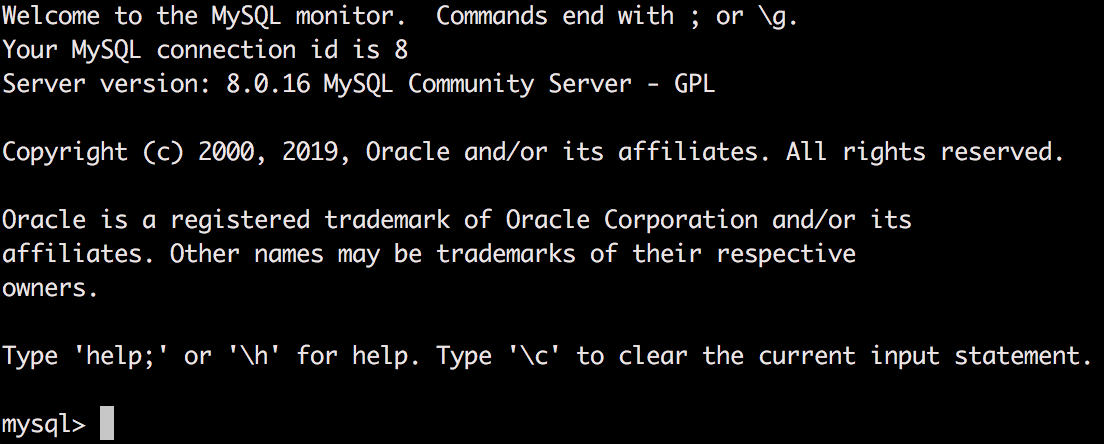 Welcome to the MySQL monitor.  Commands end with ; or \g.
Your MySQL connection id is 8
Server version: 8.0.16 MySQL Community Server - GPL
Copyright (c) 2000, 2019, Oracle and/or its affiliates. All rights reserved.
Oracle is a registered trademark of Oracle Corporation and/or its
affiliates. Other names may be trademarks of their respective
owners.
Type 'help;' or '\h' for help. Type '\c' to clear the current input statement.
mysql>